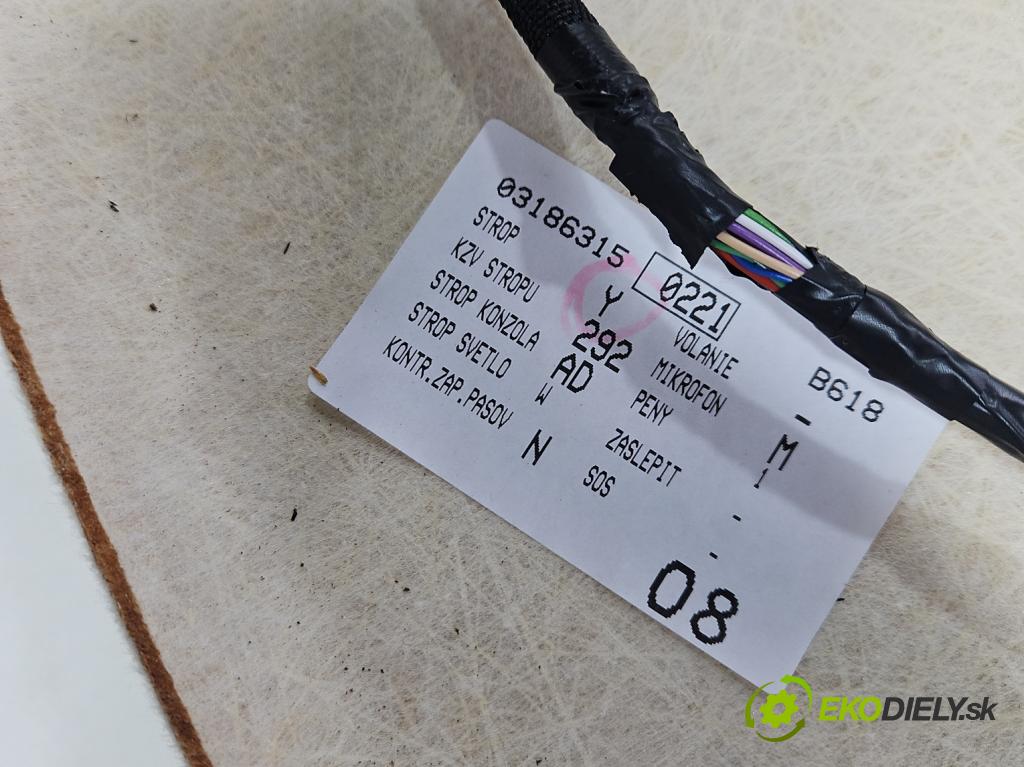 03186315 0221 B618
STROP Y VOLANIE -
KZV STROPU 292 MIKROFON M
STROP KONZOLA AD PENY 1
STROP SVETLO W ZASLEPIT -
KONTR.ZAP.PASOV N SOS -
08
EKODIELY.sk